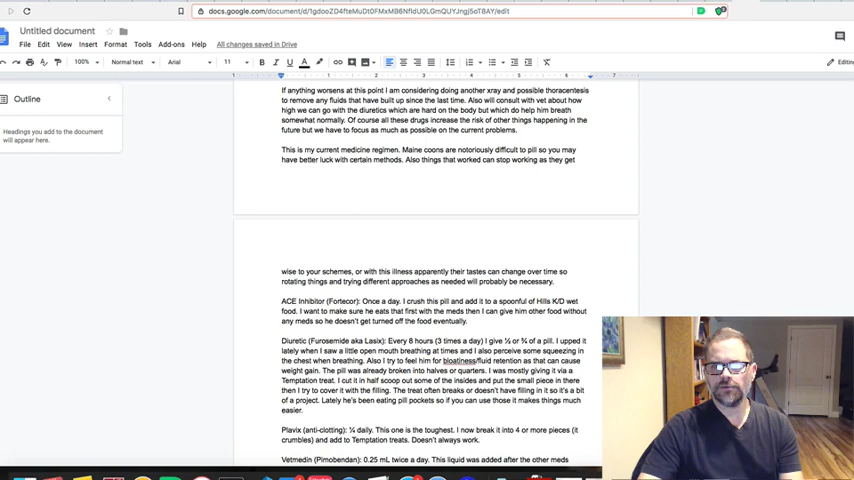 docs.google.com/document/d/1gdooZD4fteMuDt0FMxMB6NfldU0LGmQUYJngj5oT8AY/edit
Untitled document
File Edit View Insert Format Tools Add-ons Help All changes saved in Drive
100% Normal text Arial 11 B I U A Editing
1 2 3 4 5 6 7
Outline
Headings you add to the document
will appear here.
If anything worsens at this point I am considering doing another xray and possible thoracentesis
to remove any fluids that have built up since the last time. Also will consult with vet about how
high we can go with the diuretics which are hard on the body but which do help him breath
somewhat normally. Of course all these drugs increase the risk of other things happening in the
future but we have to focus as much as possible on the current problems.
This is my current medicine regimen. Maine coons are notoriously difficult to pill so you may
have better luck with certain methods. Also things that worked can stop working as they get
wise to your schemes, or with this illness apparently their tastes can change over time so
rotating things and trying different approaches as needed will probably be necessary.
ACE Inhibitor (Fortecor): Once a day. I crush this pill and add it to a spoonful of Hills K/D wet
food. I want to make sure he eats that first with the meds then I can give him other food without
any meds so he doesn't get turned off the food eventually.
Diuretic (Furosemide aka Lasix): Every 8 hours (3 times a day) I give ½ or ¾ of a pill. I upped it
lately when I saw a little open mouth breathing at times and I also perceive some squeezing in
the chest when breathing. Also I try to feel him for bloatiness/fluid retention as that can cause
weight gain. The pill was already broken into halves or quarters. I was mostly giving it via a
Temptation treat. I cut it in half scoop out some of the insides and put the small piece in there
then I try to cover it with the filling. The treat often breaks or doesn't have filling in it so it's a bit
of a project. Lately he's been eating pill pockets so if you can use those it makes things much
easier.
Plavix (anti-clotting): ¼ daily. This one is the toughest. I now break it into 4 or more pieces (it
crumbles) and add to Temptation treats. Doesn't always work.
Vetmedin (Pimobendan): 0.25 mL twice a day. This liquid was added after the other meds